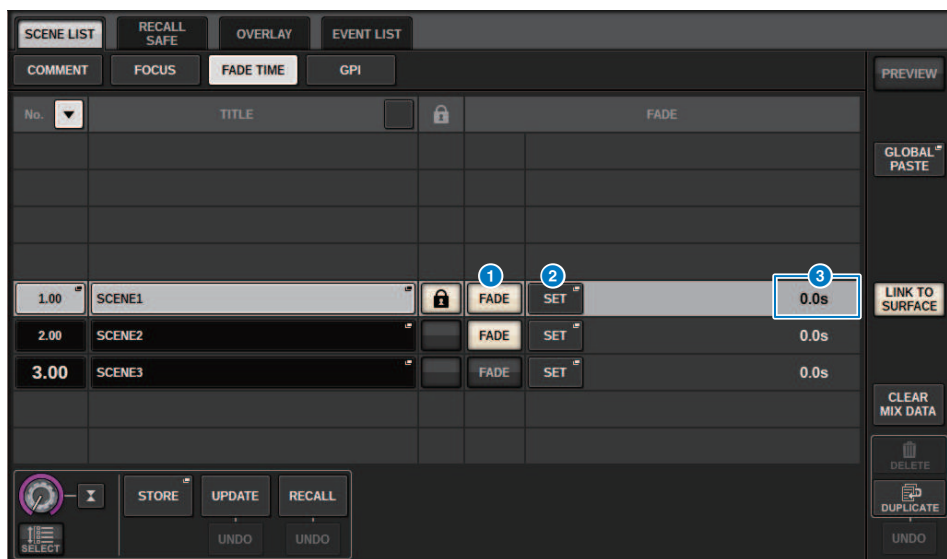 SCENE LIST
RECALL
SAFE
OVERLAY
EVENT LIST
COMMENT
FOCUS
FADE TIME
GPI
PREVIEW
No.
TITLE
FADE
GLOBAL
PASTE
1
2
3
1.00
SCENE1
FADE
SET
0.0s
LINK TO
SURFACE
2.00
SCENE2
FADE
SET
0.0s
3.00
SCENE3
FADE
SET
0.0s
CLEAR
MIX DATA
DELETE
STORE
UPDATE
RECALL
DUPLICATE
SELECT
UNDO
UNDO
UNDO